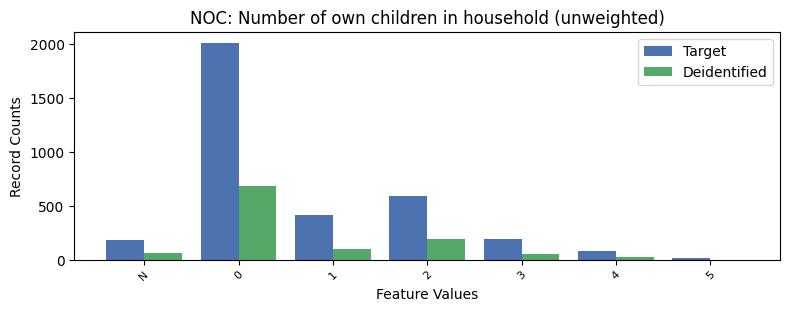 NOC: Number of own children in household (unweighted)
Target
Deidentified
Record Counts
2000
1500
1000
500
0
N 0 1 2 3 4 5
Feature Values